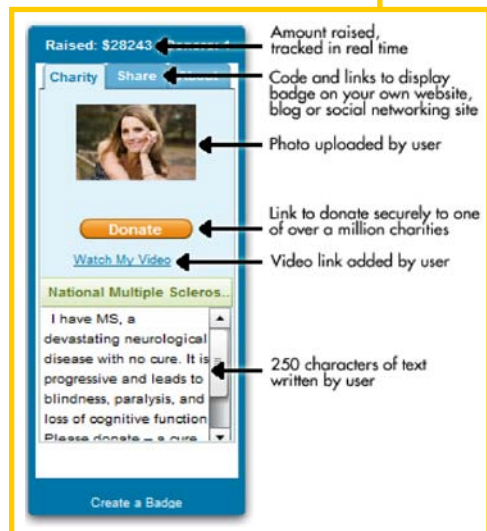 Raised: $28243
Amount raised,
tracked in real time
Charity
Share
Code and links to display
badge on your own website,
blog or social networking site
Photo uploaded by user
Donate
Link to donate securely to one
of over a million charities
Watch My Video
Video link added by user
National Multiple Scleros..
I have MS, a
devastating neurological
disease with no cure. It is
progressive and leads to
blindness, paralysis, and
loss of cognitive function
Please donate – a cure
250 characters of text
written by user
Create a Badge